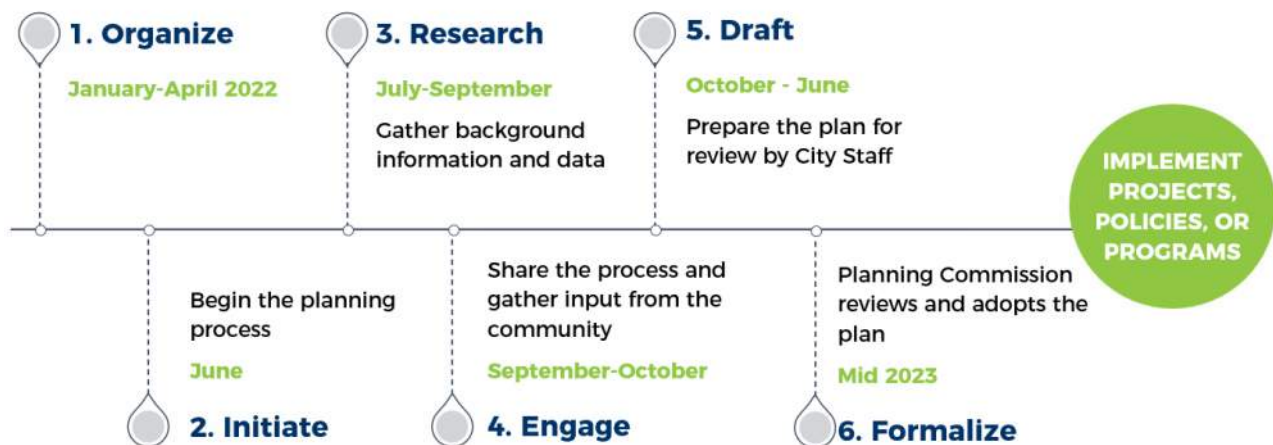 1. Organize
January-April 2022
3. Research
July-September
Gather background
information and data
5. Draft
October - June
Prepare the plan for
review by City Staff
IMPLEMENT
PROJECTS,
POLICIES, OR
PROGRAMS
Begin the planning
process
June
2. Initiate
Share the process and
gather input from the
community
September-October
4. Engage
Planning Commission
reviews and adopts the
plan
Mid 2023
6. Formalize